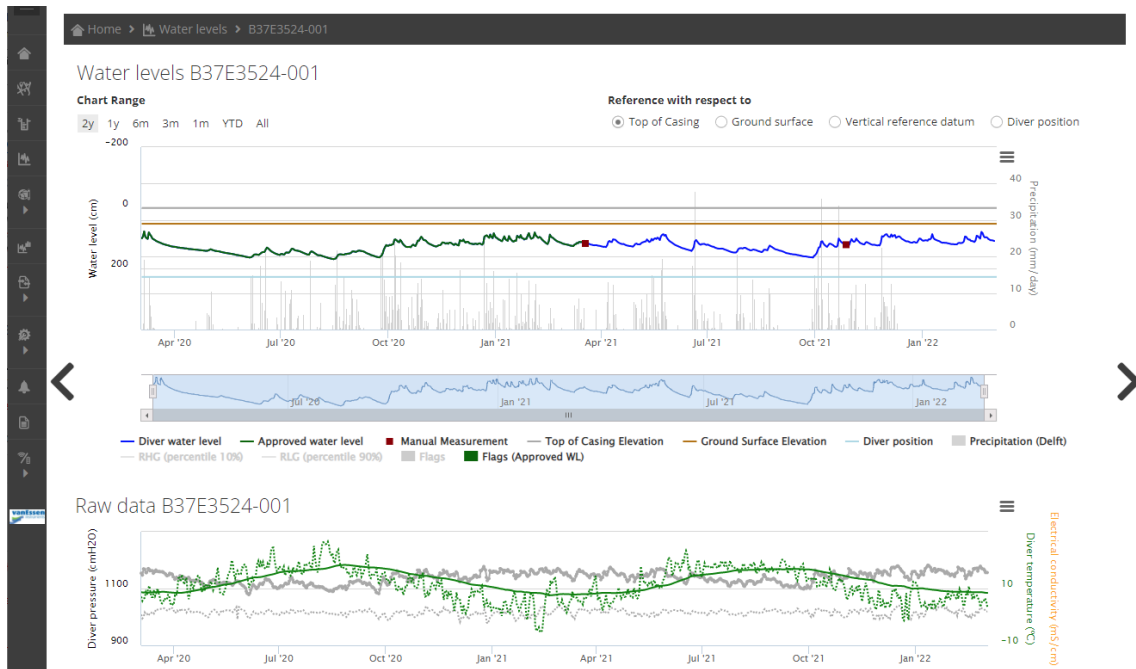 Home > Water levels > B37E3524-001
Water levels B37E3524-001
Chart Range
Reference with respect to
2y 1y 6m 3m 1m YTD All
Top of Casing Ground surface Vertical reference datum Diver position
-200
0
200
Water level (cm)
40
30
20
10
0
Precipitation (mm/day)
Apr '20 Jul '20 Oct '20 Jan '21 Apr '21 Jul '21 Oct '21 Jan '22
Jul '20 Jan '21 Jul '21 Jan '22
Diver water level Approved water level Manual Measurement Top of Casing Elevation Ground Surface Elevation Diver position Precipitation (Delft)
RHG (percentile 10%) RLG (percentile 90%) Flags Flags (Approved WL)
vanEssen
Raw data B37E3524-001
Diver pressure (cmH2O)
1100
900
10
-10
Diver temperature (°C)
Electrical conductivity (mS/cm)
Apr '20 Jul '20 Oct '20 Jan '21 Apr '21 Jul '21 Oct '21 Jan '22